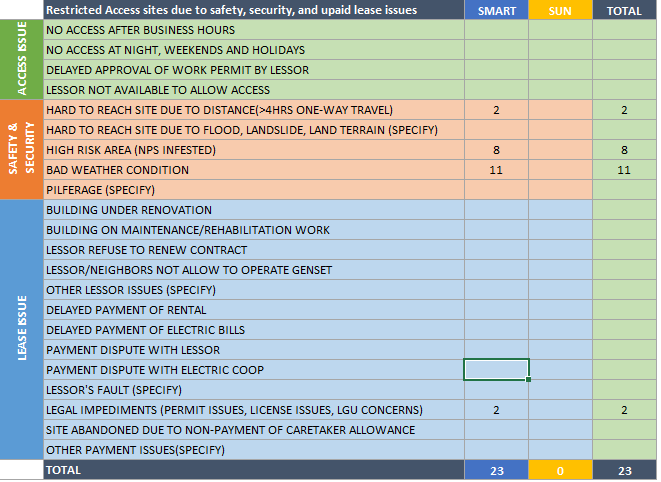 Restricted Access sites due to safety, security, and upaid lease issues SMART SUN TOTAL
ACCESS ISSUE
NO ACCESS AFTER BUSINESS HOURS
NO ACCESS AT NIGHT, WEEKENDS AND HOLIDAYS
DELAYED APPROVAL OF WORK PERMIT BY LESSOR
LESSOR NOT AVAILABLE TO ALLOW ACCESS
SAFETY &
SECURITY
HARD TO REACH SITE DUE TO DISTANCE(>4HRS ONE-WAY TRAVEL) 2 2
HARD TO REACH SITE DUE TO FLOOD, LANDSLIDE, LAND TERRAIN (SPECIFY)
HIGH RISK AREA (NPS INFESTED) 8 8
BAD WEATHER CONDITION 11 11
PILFERAGE (SPECIFY)
LEASE ISSUE
BUILDING UNDER RENOVATION
BUILDING ON MAINTENANCE/REHABILITATION WORK
LESSOR REFUSE TO RENEW CONTRACT
LESSOR/NEIGHBORS NOT ALLOW TO OPERATE GENSET
OTHER LESSOR ISSUES (SPECIFY)
DELAYED PAYMENT OF RENTAL
DELAYED PAYMENT OF ELECTRIC BILLS
PAYMENT DISPUTE WITH LESSOR
PAYMENT DISPUTE WITH ELECTRIC COOP
LESSOR'S FAULT (SPECIFY)
LEGAL IMPEDIMENTS (PERMIT ISSUES, LICENSE ISSUES, LGU CONCERNS) 2 2
SITE ABANDONED DUE TO NON-PAYMENT OF CARETAKER ALLOWANCE
OTHER PAYMENT ISSUES(SPECIFY)
TOTAL 23 0 23